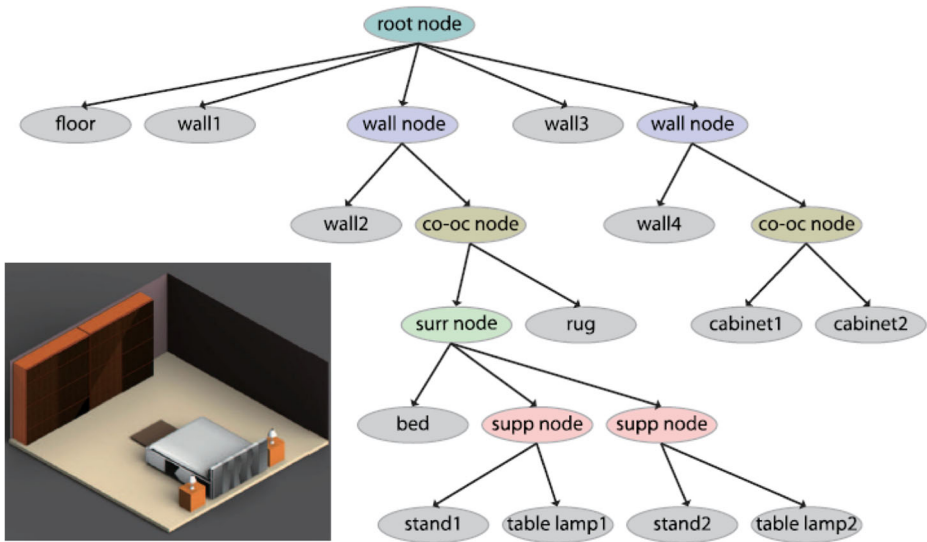 root node
floor
wall1
wall node
wall3
wall node
wall2
co-oc node
wall4
co-oc node
surr node
rug
cabinet1
cabinet2
bed
supp node
supp node
stand1
table lamp1
stand2
table lamp2